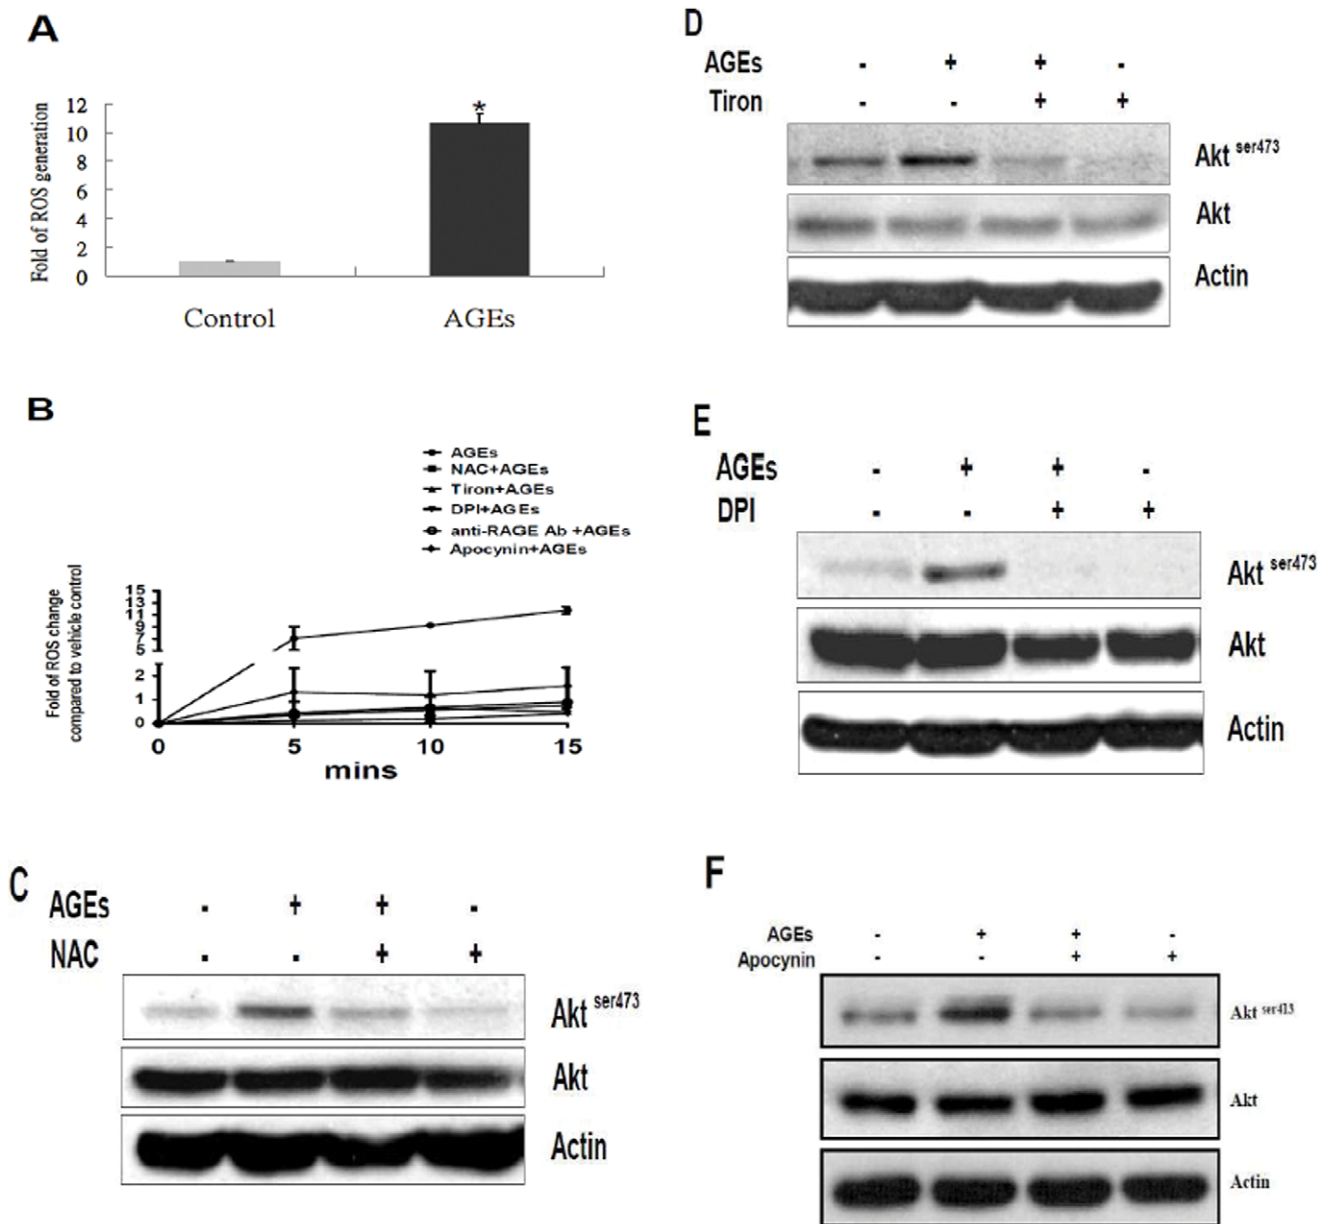 A
12
10
8
6
4
2
0
Fold of ROS generation
*
Control AGEs
B
AGEs
NAC+AGEs
Tiron+AGEs
DPI+AGEs
anti-RAGE Ab +AGEs
Apocynin+AGEs
Fold of ROS change
compared to vehicle control
15
13
11
9
7
5
2
1
0
0 5 10 15
mins
C
AGEs - + + -
NAC - - + +
Akt ser473
Akt
Actin
D
AGEs - + + -
Tiron - - + +
Akt ser473
Akt
Actin
E
AGEs - + + -
DPI - - + +
Akt ser473
Akt
Actin
F
AGEs - + + -
Apocynin - - + +
Akt ser413
Akt
Actin